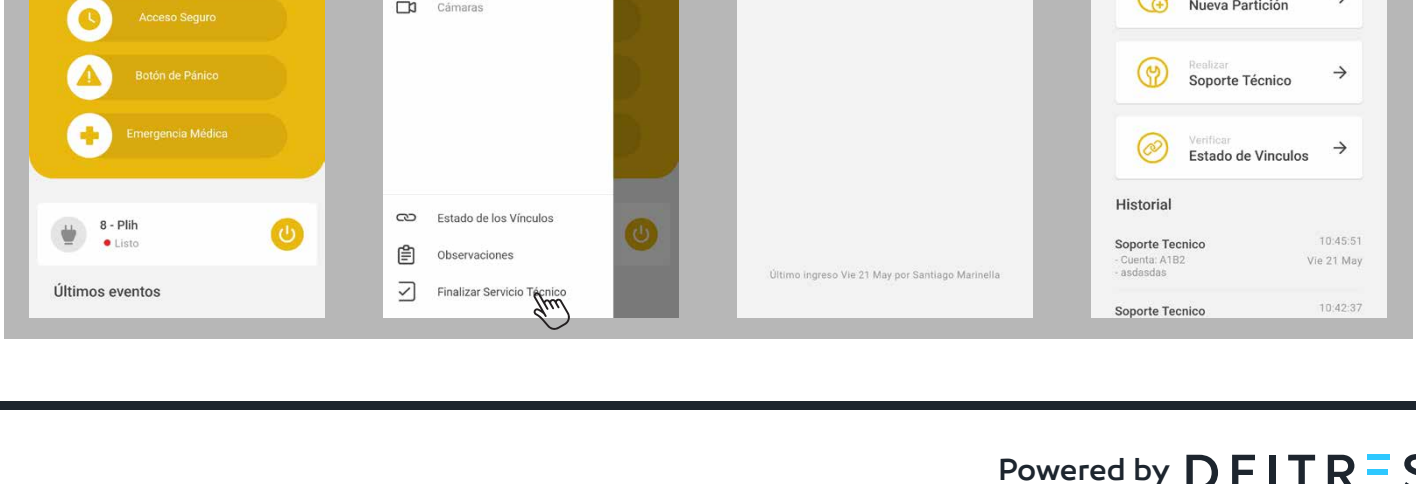 Acceso Seguro
Botón de Pánico
Emergencia Médica
8 - Plih
Listo
Últimos eventos
Cámaras
Estado de los Vínculos
Observaciones
Finalizar Servicio Técnico
Último ingreso Vie 21 May por Santiago Marinella
Nueva Partición
Realizar
Soporte Técnico
Verificar
Estado de Vinculos
Historial
Soporte Tecnico 10:45:51
- Cuenta: A1B2 Vie 21 May
- asdasdas
Soporte Tecnico 10:42:37
Powered by DEITRES